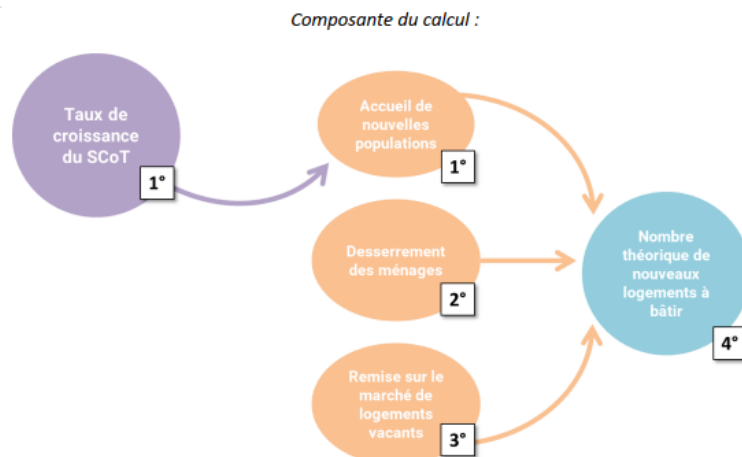 Composante du calcul :
Taux de
croissance
du SCoT
1°
Accueil de
nouvelles
populations
1°
Desserrement
des ménages
2°
Remise sur le
marché de
logements
vacants
3°
Nombre
théorique de
nouveaux
logements à
bâtir
4°